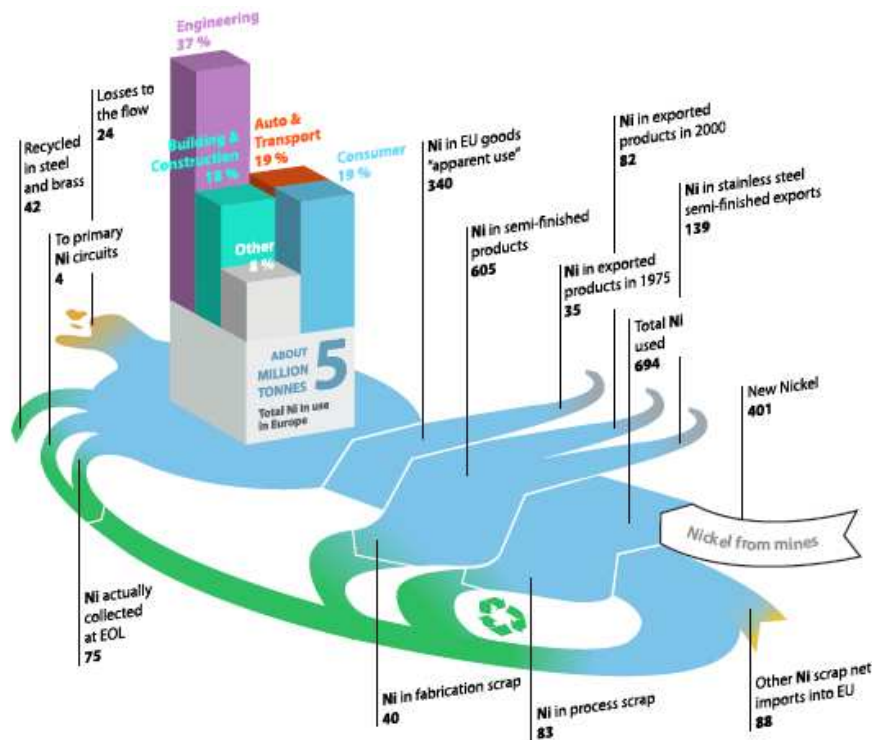 Engineering
37 %
Losses to
the flow
24
Recycled
in steel
and brass
42
To primary
Ni circuits
4
Building &
Construction
18 %
Auto &
Transport
19 %
Consumer
19 %
Other
8 %
ABOUT
5
MILLION
TONNES
Total Ni in use
in Europe
Ni in EU goods
"apparent use"
340
Ni in semi-finished
products
605
Ni in exported
products in 2000
82
Ni in stainless steel
semi-finished exports
139
Ni in exported
products in 1975
35
Total Ni
used
694
New Nickel
401
Nickel from mines
Ni actually
collected
at EOL
75
Ni in fabrication scrap
40
Ni in process scrap
83
Other Ni scrap net
imports into EU
88